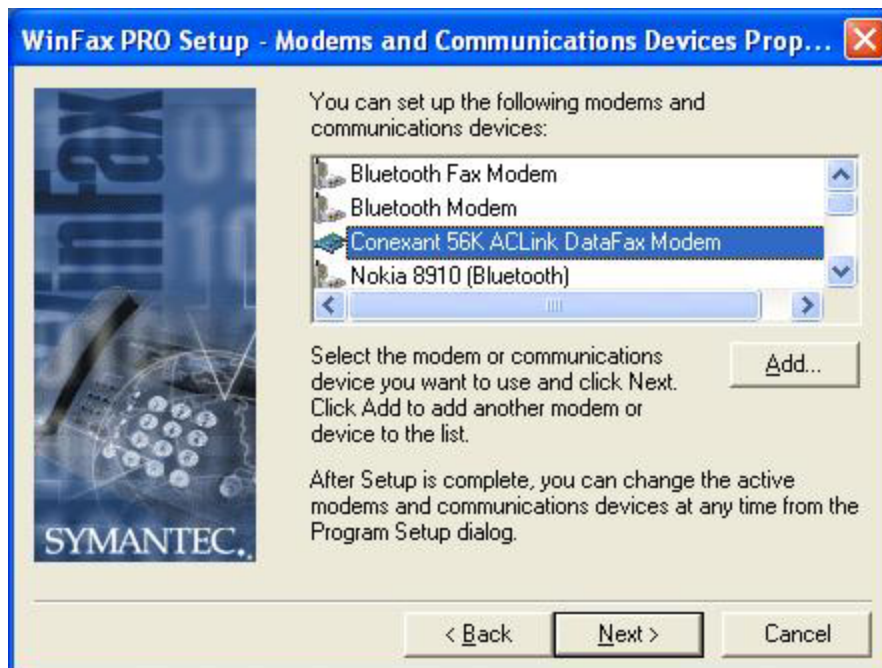 WinFax PRO Setup - Modems and Communications Devices Prop...
WinFax
You can set up the following modems and
communications devices:
Bluetooth Fax Modem
Bluetooth Modem
Conexant 56K ACLink DataFax Modem
Nokia 8910 (Bluetooth)
Select the modem or communications
device you want to use and click Next.
Click Add to add another modem or
device to the list.
Add...
After Setup is complete, you can change the active
modems and communications devices at any time from the
Program Setup dialog.
SYMANTEC.
< Back
Next >
Cancel